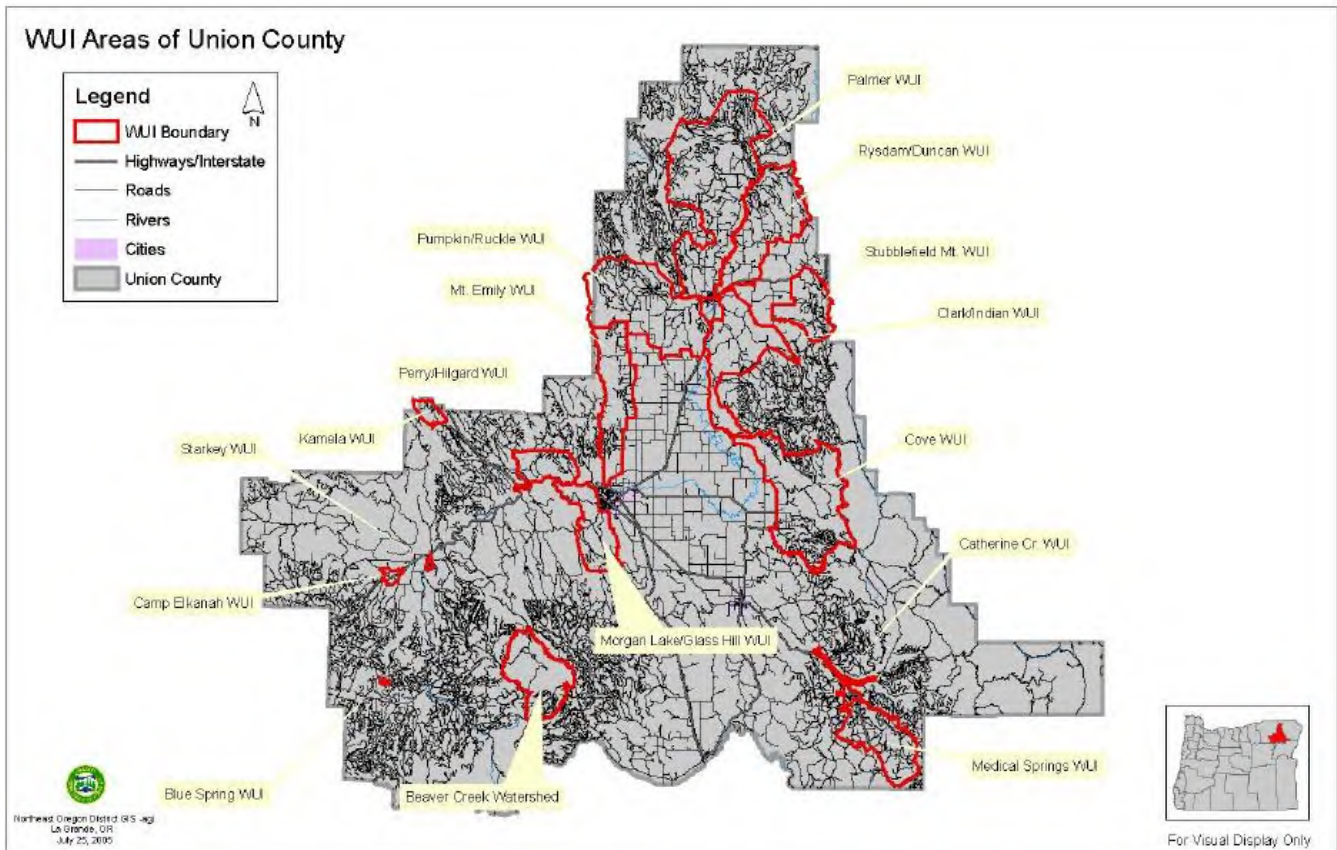 WUI Areas of Union County
Legend
N
WUI Boundary
Highways/Interstate
Roads
Rivers
Cities
Union County
Palmer WUI
Rysdam/Duncan WUI
Pumpkin/Ruckle WUI
Stubblefield Mt. WUI
Mt. Emily WUI
Clark/Indian WUI
Perry/Hilgard WUI
Kamela WUI
Starkey WUI
Cove WUI
Catherine Cr. WUI
Camp Elkanah WUI
Morgan Lake/Glass Hill WUI
Medical Springs WUI
Blue Spring WUI
Beaver Creek Watershed
Northeast Oregon District GIS -agj
La Grande, OR
July 25, 2005
For Visual Display Only